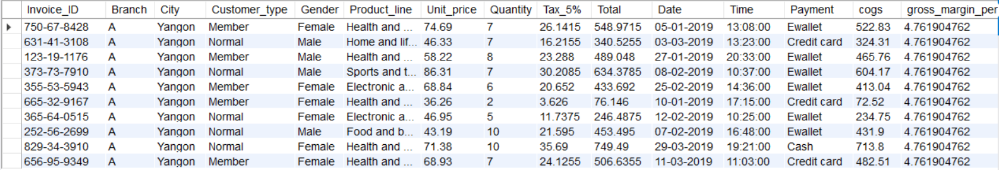 Invoice_ID Branch City Customer_type Gender Product_line Unit_price Quantity Tax_5% Total Date Time Payment cogs gross_margin_per
750-67-8428 A Yangon Member Female Health and ... 74.69 7 26.1415 548.9715 05-01-2019 13:08:00 Ewallet 522.83 4.761904762
631-41-3108 A Yangon Normal Male Home and lif... 46.33 7 16.2155 340.5255 03-03-2019 13:23:00 Credit card 324.31 4.761904762
123-19-1176 A Yangon Member Male Health and ... 58.22 8 23.288 489.048 27-01-2019 20:33:00 Ewallet 465.76 4.761904762
373-73-7910 A Yangon Normal Male Sports and t... 86.31 7 30.2085 634.3785 08-02-2019 10:37:00 Ewallet 604.17 4.761904762
355-53-5943 A Yangon Member Female Electronic a... 68.84 6 20.652 433.692 25-02-2019 14:36:00 Ewallet 413.04 4.761904762
665-32-9167 A Yangon Member Female Health and ... 36.26 2 3.626 76.146 10-01-2019 17:15:00 Credit card 72.52 4.761904762
365-64-0515 A Yangon Normal Female Electronic a... 46.95 5 11.7375 246.4875 12-02-2019 10:25:00 Ewallet 234.75 4.761904762
252-56-2699 A Yangon Normal Male Food and b... 43.19 10 21.595 453.495 07-02-2019 16:48:00 Ewallet 431.9 4.761904762
829-34-3910 A Yangon Normal Female Health and ... 71.38 10 35.69 749.49 29-03-2019 19:21:00 Cash 713.8 4.761904762
656-95-9349 A Yangon Member Female Health and ... 68.93 7 24.1255 506.6355 11-03-2019 11:03:00 Credit card 482.51 4.761904762